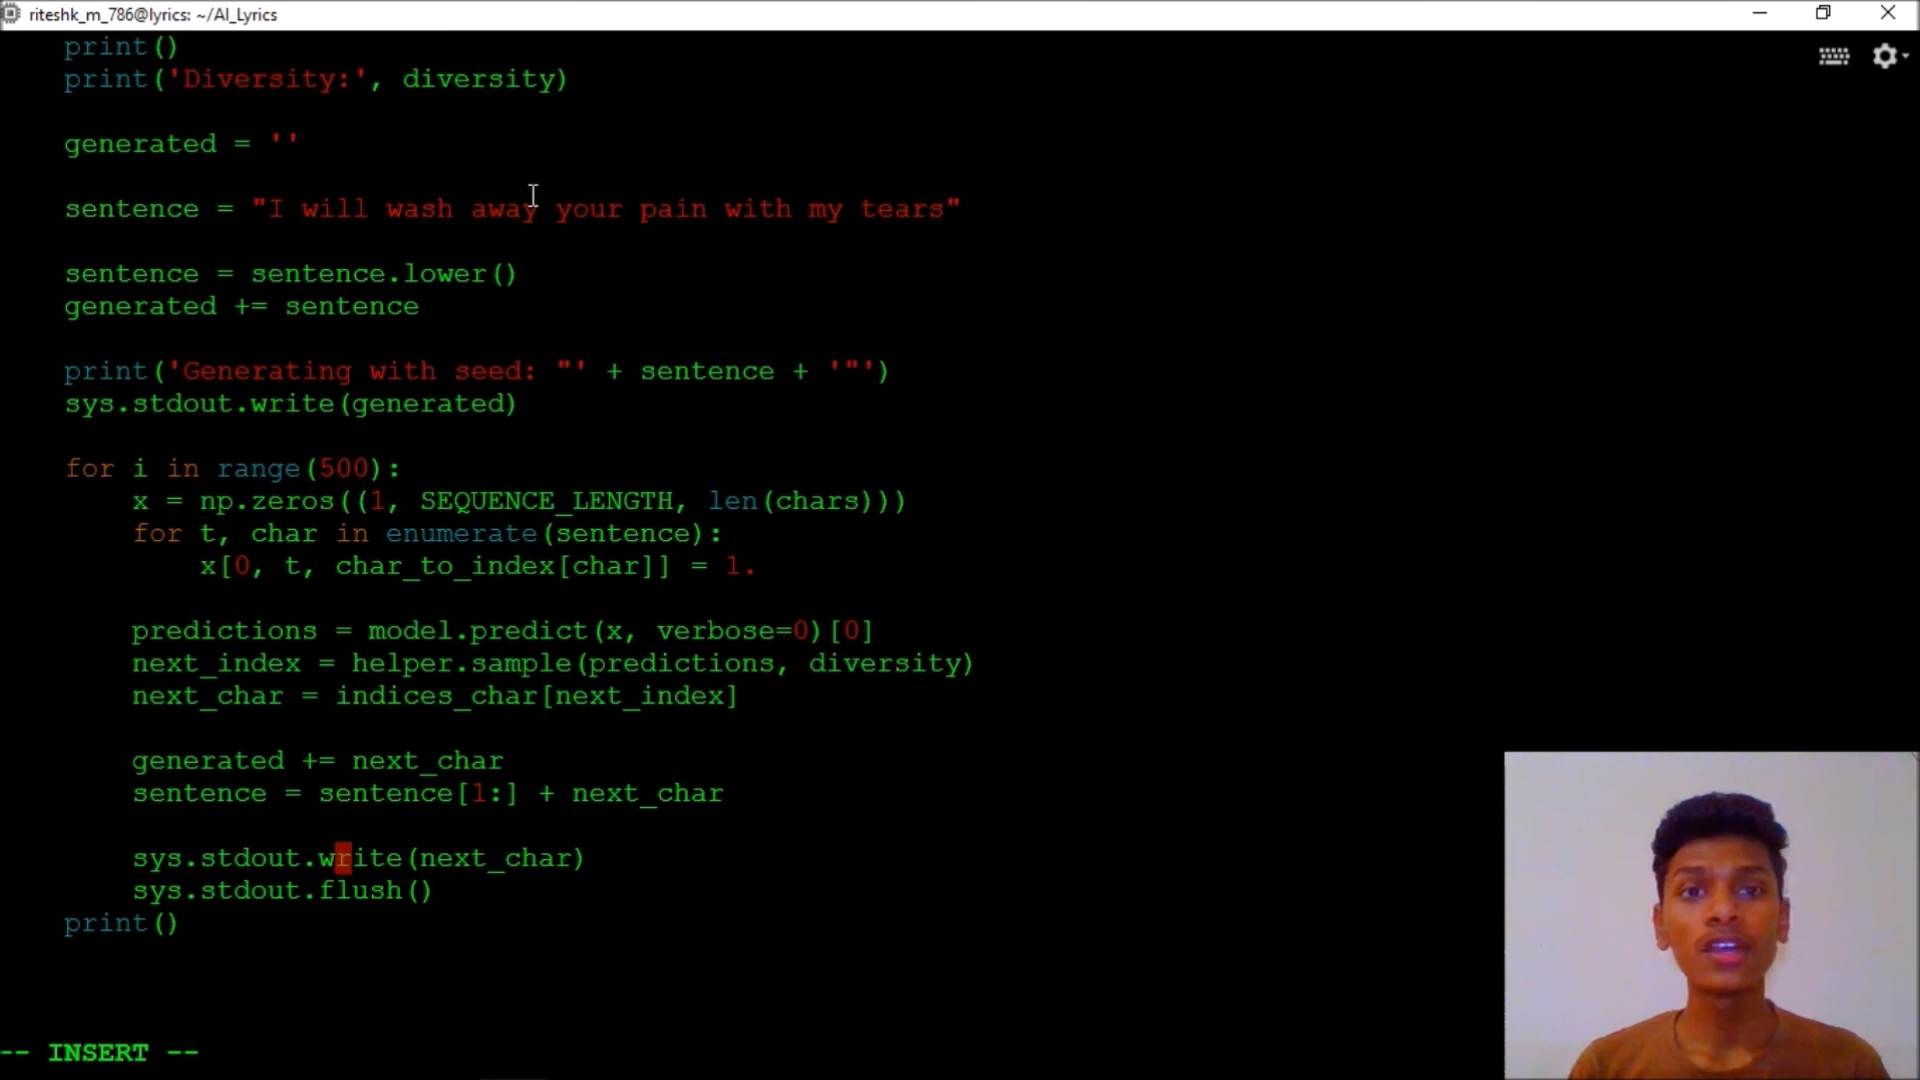 riteshk_m_786@lyrics: ~/AI_Lyrics
print()
print('Diversity:', diversity)
generated = ''
sentence = "I will wash away your pain with my tears"
sentence = sentence.lower()
generated += sentence
print('Generating with seed: "' + sentence + '"')
sys.stdout.write(generated)
for i in range(500):
x = np.zeros((1, SEQUENCE_LENGTH, len(chars)))
for t, char in enumerate(sentence):
x[0, t, char_to_index[char]] = 1.
predictions = model.predict(x, verbose=0)[0]
next_index = helper.sample(predictions, diversity)
next_char = indices_char[next_index]
generated += next_char
sentence = sentence[1:] + next_char
sys.stdout.write(next_char)
sys.stdout.flush()
print()
-- INSERT --